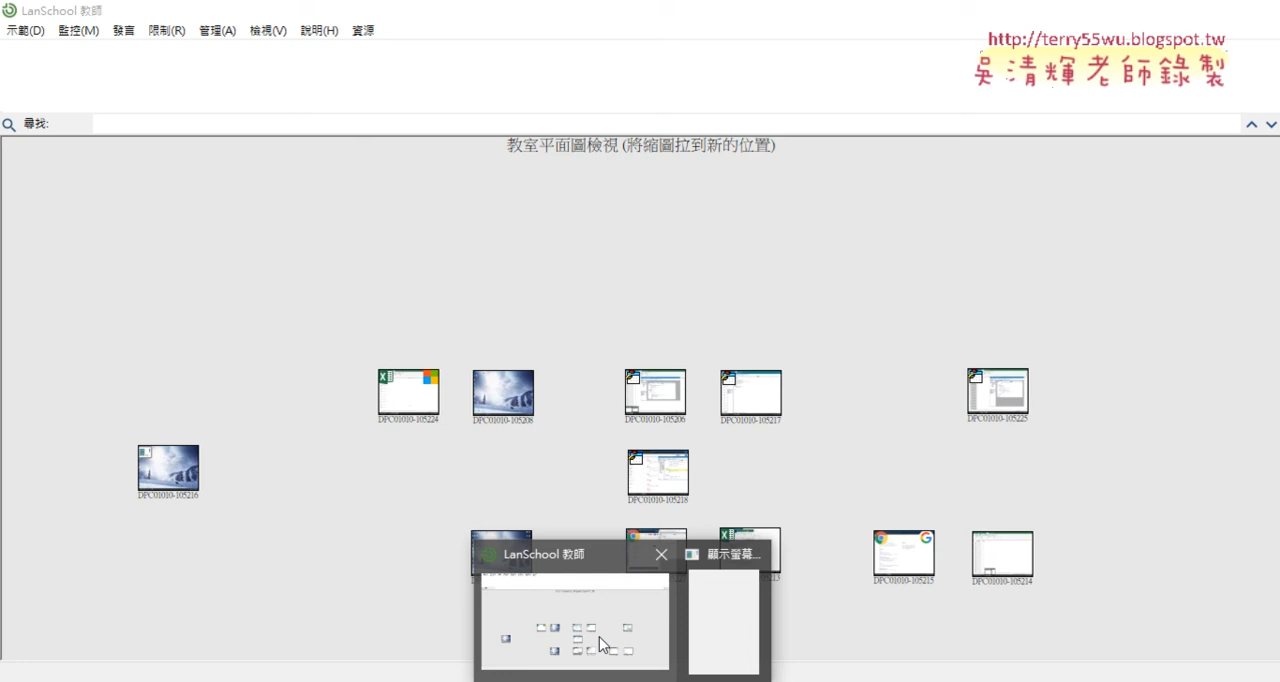 LanSchool 教師
示範(D) 監控(M) 發言 限制(R) 管理(A) 檢視(V) 說明(H) 資源
http://terry55wu.blogspot.tw
吳清輝老師錄製
尋找:
教室平面圖檢視 (將縮圖拉到新的位置)
DPC01010-105224 DPC01010-105208 DPC01010-105206 DPC01010-105217 DPC01010-105225
DPC01010-105216 DPC01010-105218
LanSchool 教師 顯示螢幕...
DPC01010-105215 DPC01010-105214